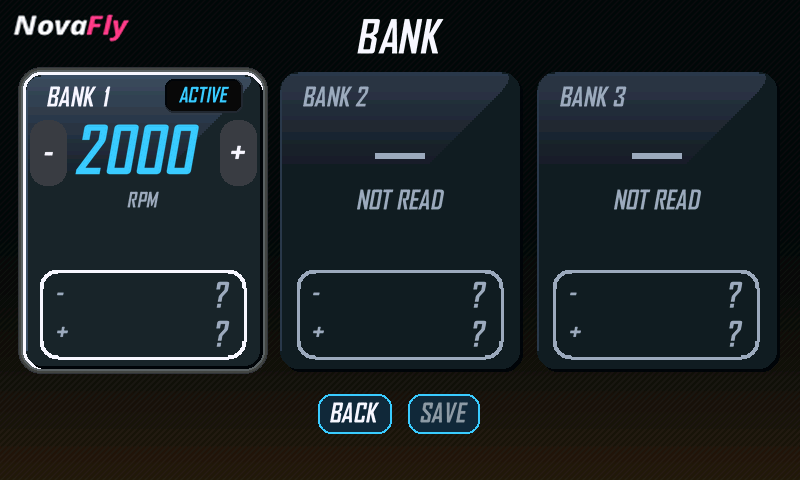 NovaFly
BANK
BANK 1
ACTIVE
- 2000 +
RPM
- ?
+ ?
BANK 2
—
NOT READ
- ?
+ ?
BANK 3
—
NOT READ
- ?
+ ?
BACK
SAVE